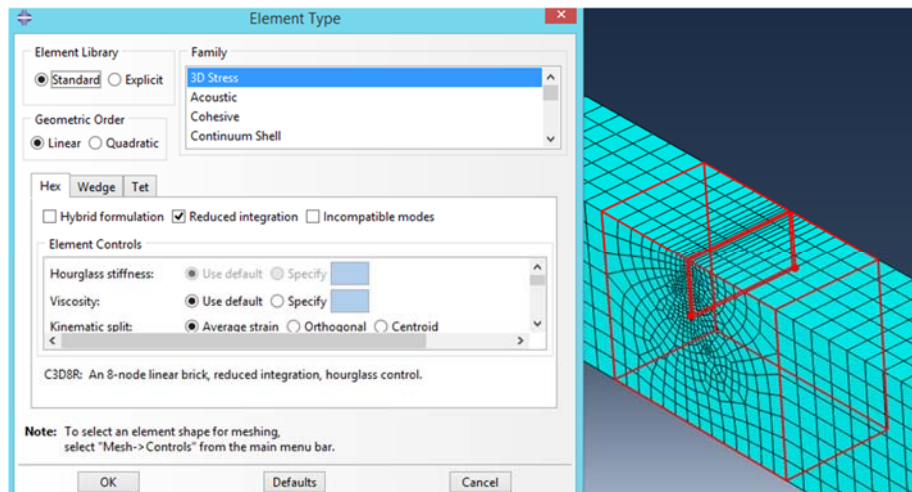 Element Type
Element Library
Standard Explicit
Family
3D Stress
Acoustic
Cohesive
Continuum Shell
Geometric Order
Linear Quadratic
Hex Wedge Tet
Hybrid formulation Reduced integration Incompatible modes
Element Controls
Hourglass stiffness: Use default Specify
Viscosity: Use default Specify
Kinematic split: Average strain Orthogonal Centroid
C3D8R: An 8-node linear brick, reduced integration, hourglass control.
Note: To select an element shape for meshing,
select "Mesh->Controls" from the main menu bar.
OK Defaults Cancel